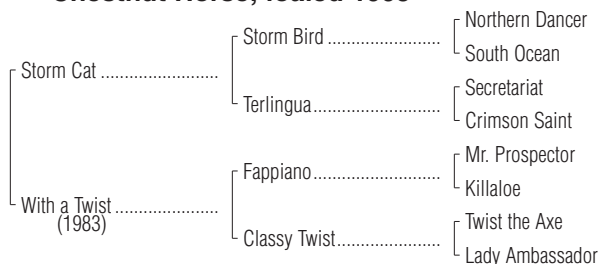 Northern Dancer
Storm Bird ........................
South Ocean
Storm Cat .........................
Secretariat
Terlingua...........................
Crimson Saint
Mr. Prospector
Fappiano...........................
Killaloe
With a Twist ......................
(1983)
Twist the Axe
Classy Twist......................
Lady Ambassador